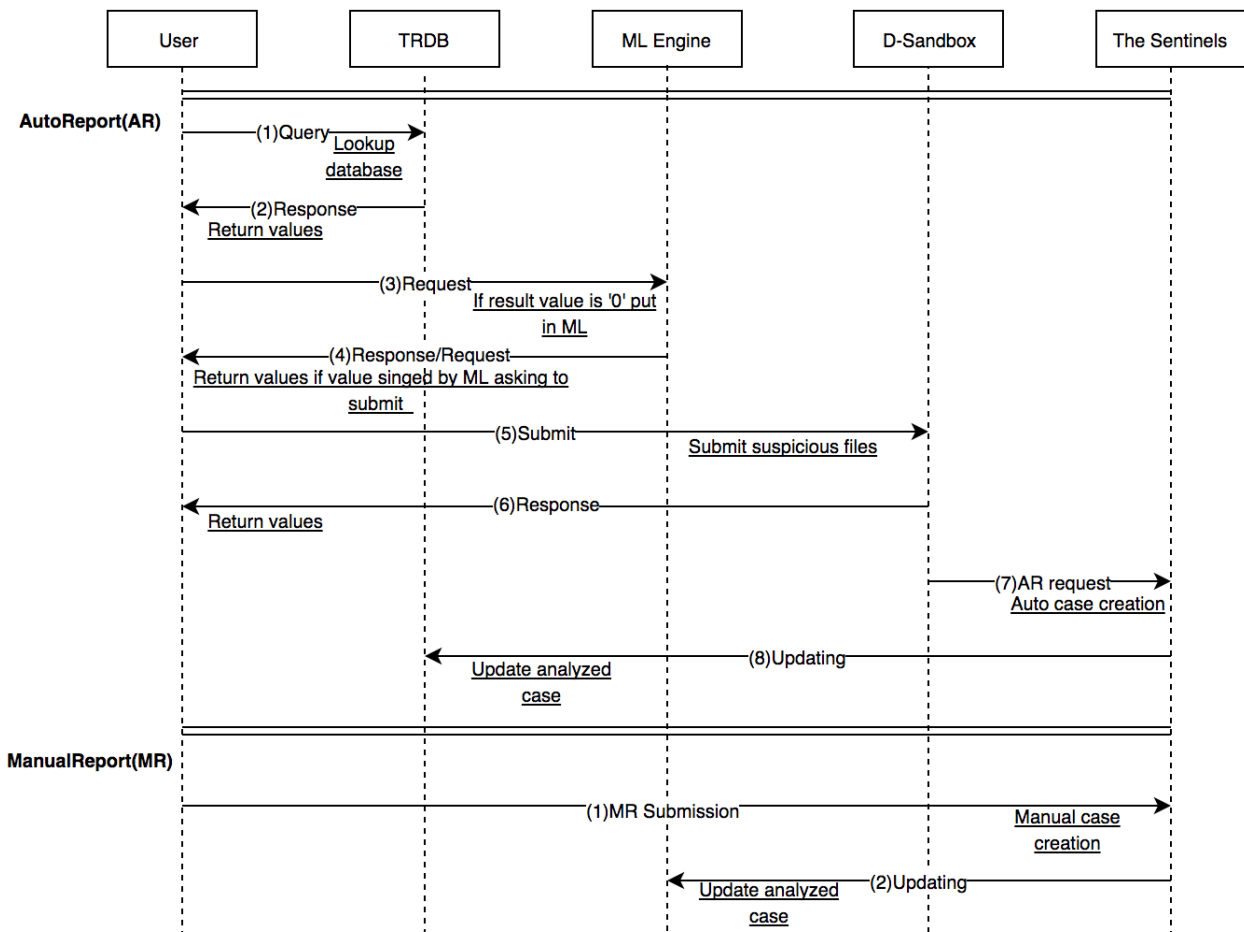 User
TRDB
ML Engine
D-Sandbox
The Sentinels
AutoReport(AR)
(1)Query
Lookup
database
(2)Response
Return values
(3)Request
If result value is '0' put
in ML
(4)Response/Request
Return values if value singed by ML asking to
submit
(5)Submit
Submit suspicious files
(6)Response
Return values
(7)AR request
Auto case creation
(8)Updating
Update analyzed
case
ManualReport(MR)
(1)MR Submission
Manual case
creation
(2)Updating
Update analyzed
case